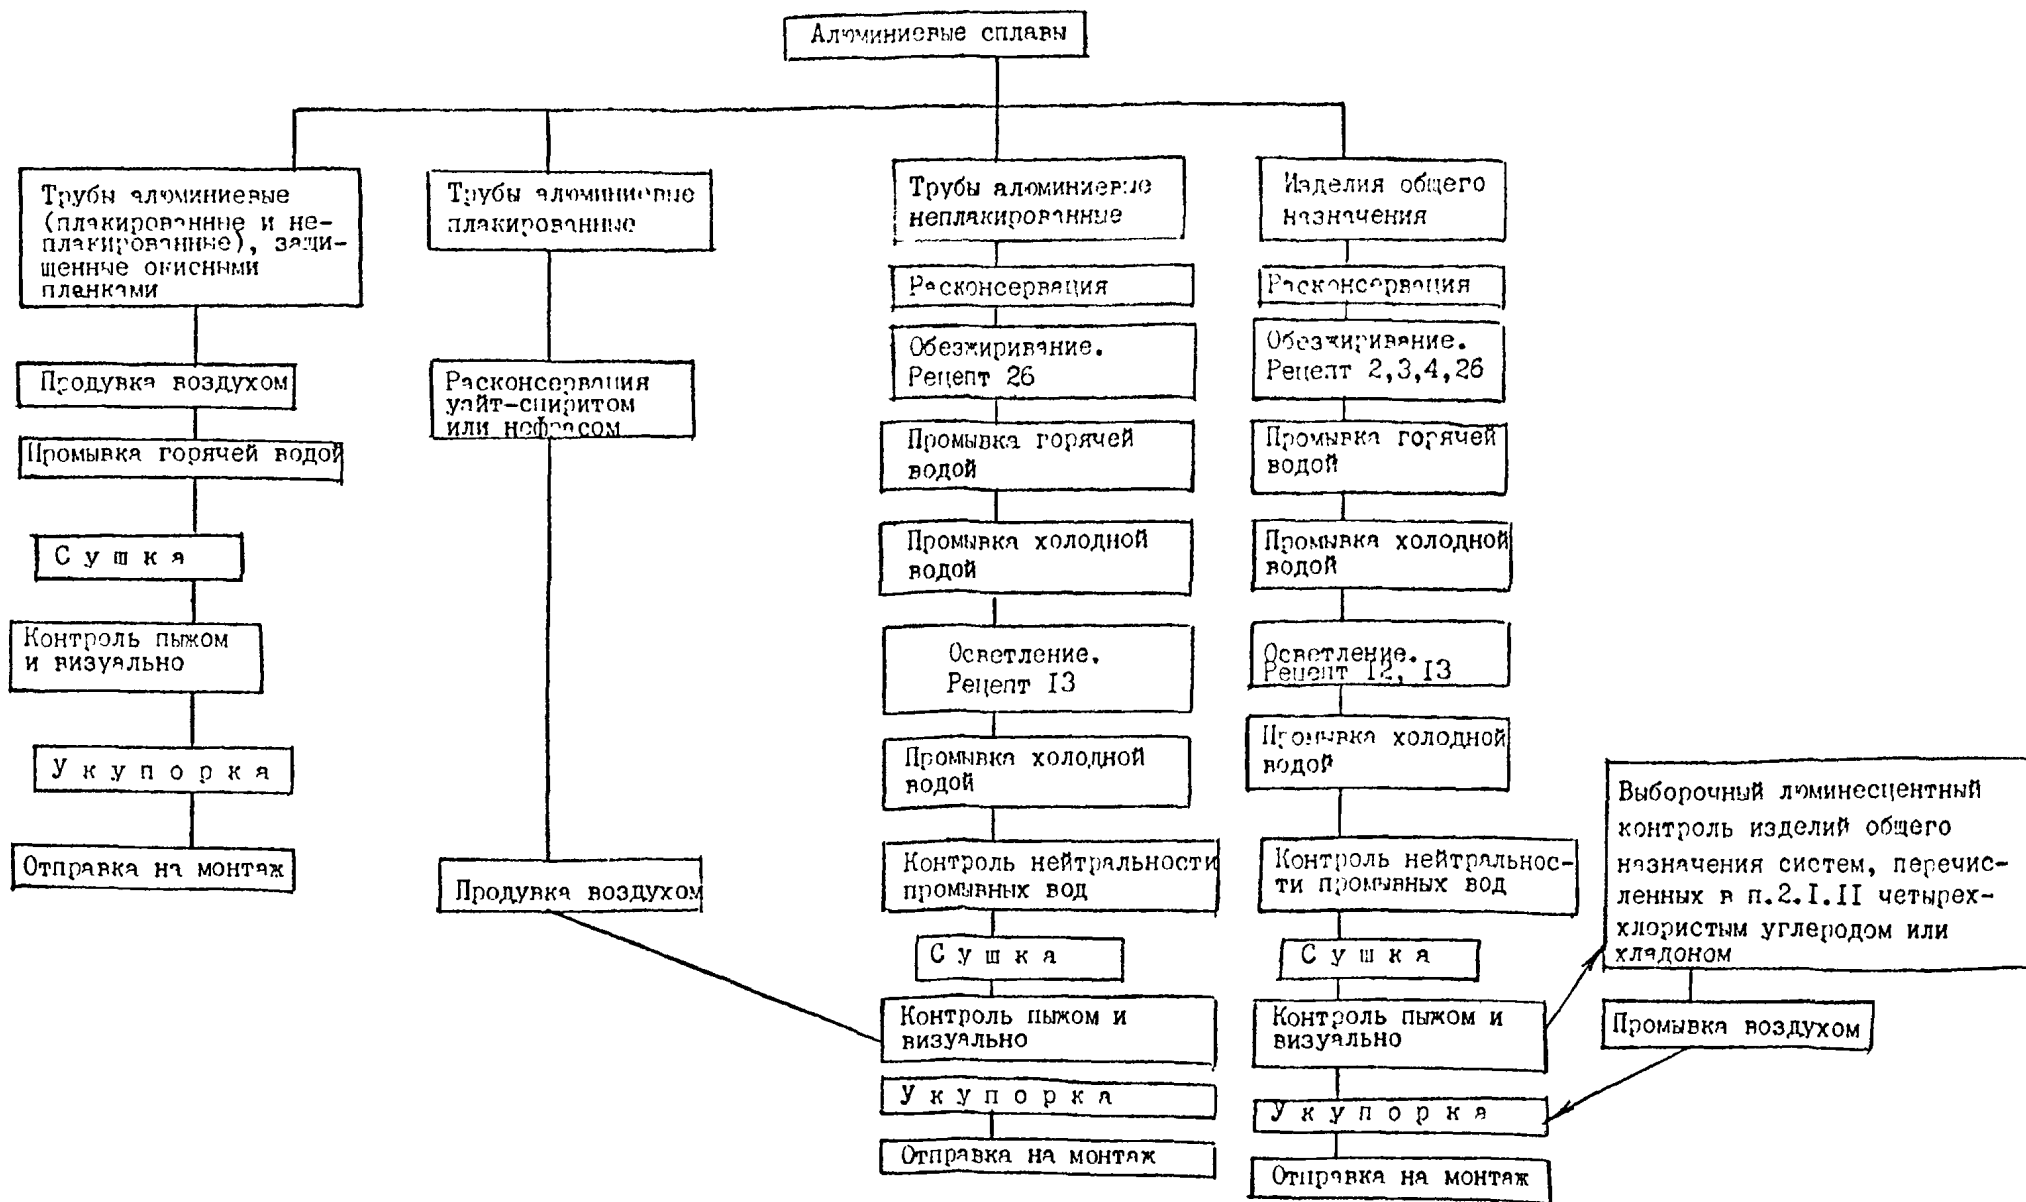 Алюминиевые сплавы
Трубы алюминиевые
(плакированные и не-
плакированные), защи-
щенные окисными
пленками
Продувка воздухом
Промывка горячей водой
С у ш к а
Контроль пыжом
и визуально
У к у п о р к а
Отправка на монтаж
Трубы алюминиевые
плакированные
Расконсервация
уайт-спиритом
или нефрасом
Продувка воздухом
Трубы алюминиевые
неплакированные
Расконсервация
Обезжиривание.
Рецепт 26
Промывка горячей
водой
Промывка холодной
водой
Осветление.
Рецепт I3
Промывка холодной
водой
Контроль нейтральности
промывных вод
С у ш к а
Контроль пыжом и
визуально
У к у п о р к а
Отправка на монтаж
Изделия общего
назначения
Расконсервация
Обезжиривание.
Рецепт 2,3,4,26
Промывка горячей
водой
Промывка холодной
водой
Осветление.
Рецепт I2, I3
Промывка холодной
водой
Контроль нейтральнос-
ти промывных вод
С у ш к а
Контроль пыжом и
визуально
У к у п о р к а
Отправка на монтаж
Выборочный люминесцентный
контроль изделий общего
назначения систем, перечис-
ленных в п.2.I.II четырех-
хлористым углеродом или
хладоном
Промывка воздухом